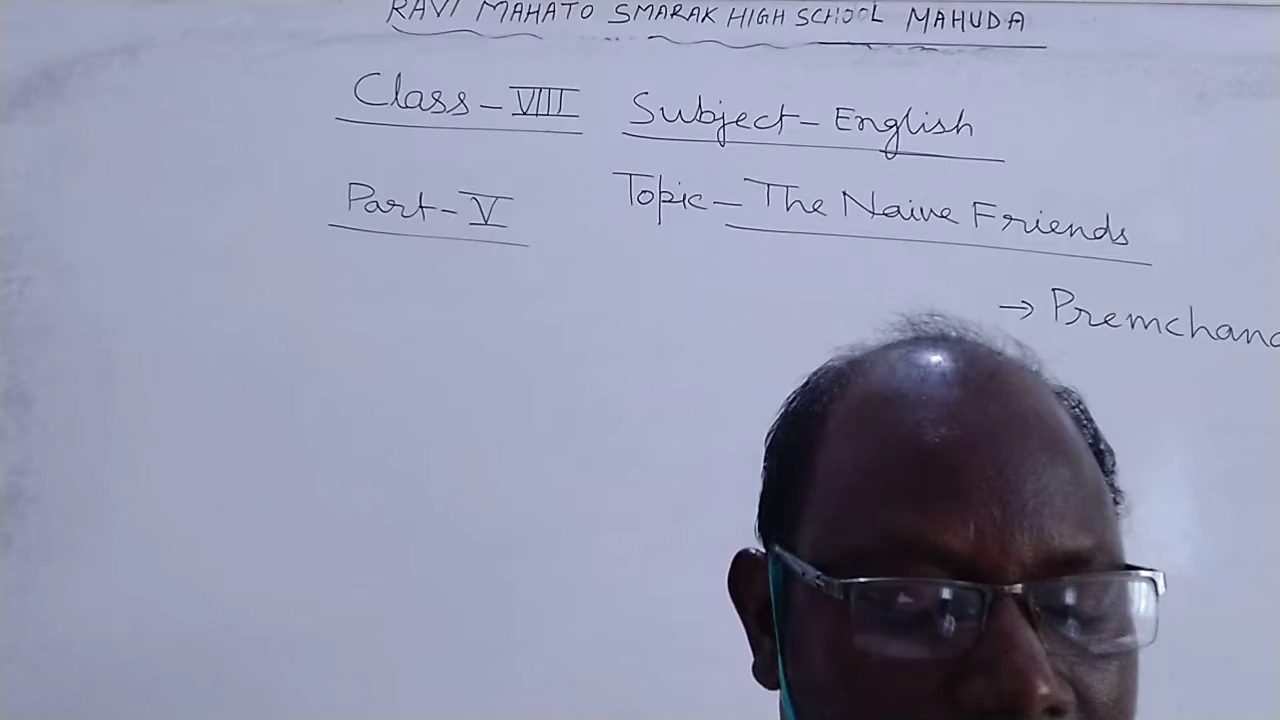 RAVI MAHATO SMARAK HIGH SCHOOL MAHUDA
Class - VIII Subject - English
Part - V Topic - The Naive Friends
→ Premchand